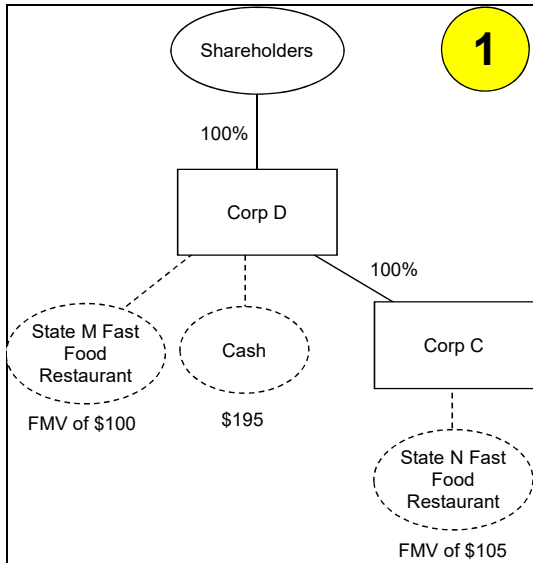 Shareholders
1
100%
Corp D
100%
State M Fast
Food
Restaurant
Cash
Corp C
FMV of $100
$195
State N Fast
Food
Restaurant
FMV of $105